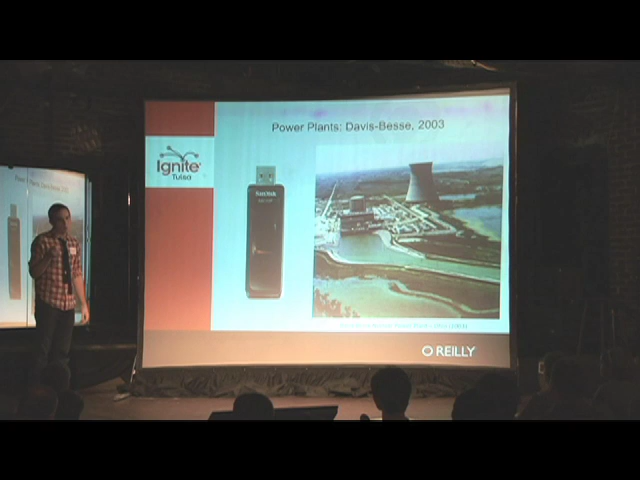 Power Plants: Davis-Besse, 2003
Ignite
Tulsa
SanDisk
O REILLY